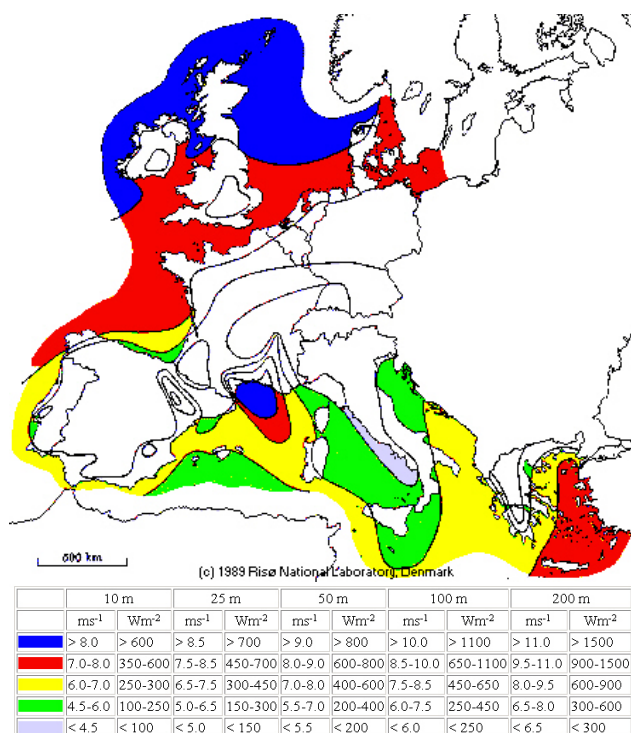 500 km
(c) 1989 Risø National Laboratory, Denmark
10 m 25 m 50 m 100 m 200 m
ms-1 Wm-2 ms-1 Wm-2 ms-1 Wm-2 ms-1 Wm-2 ms-1 Wm-2
> 8.0 > 600 > 8.5 > 700 > 9.0 > 800 > 10.0 > 1100 > 11.0 > 1500
7.0-8.0 350-600 7.5-8.5 450-700 8.0-9.0 600-800 8.5-10.0 650-1100 9.5-11.0 900-1500
6.0-7.0 250-300 6.5-7.5 300-450 7.0-8.0 400-600 7.5-8.5 450-650 8.0-9.5 600-900
4.5-6.0 100-250 5.0-6.5 150-300 5.5-7.0 200-400 6.0-7.5 250-450 6.5-8.0 300-600
< 4.5 < 100 < 5.0 < 150 < 5.5 < 200 < 6.0 < 250 < 6.5 < 300